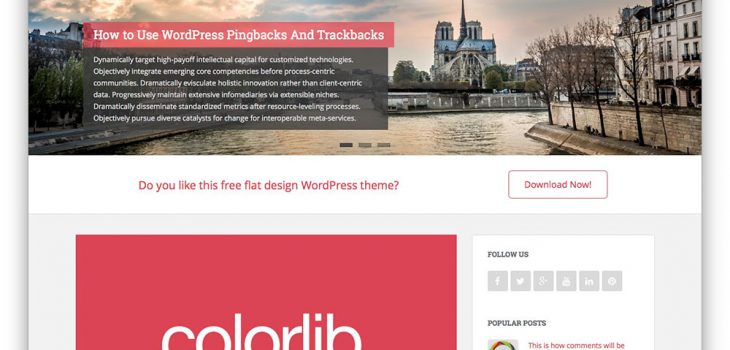 How to Use WordPress Pingbacks And Trackbacks
Dynamically target high-payoff intellectual capital for customized technologies.
Objectively integrate emerging core competencies before process-centric
communities. Dramatically evisculate holistic innovation rather than client-centric
data. Progressively maintain extensive infomediaries via extensible niches.
Dramatically disseminate standardized metrics after resource-leveling processes.
Objectively pursue diverse catalysts for change for interoperable meta-services.
Do you like this free flat design WordPress theme?
Download Now!
colorlib
FOLLOW US
POPULAR POSTS
This is how comments will be